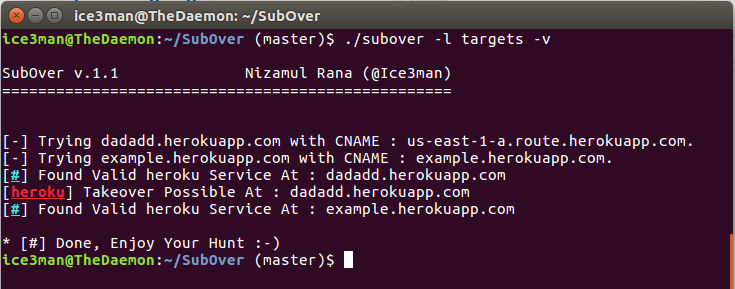 ice3man@TheDaemon: ~/SubOver
ice3man@TheDaemon:~/SubOver (master)$ ./subover -l targets -v
SubOver v.1.1 Nizamul Rana (@Ice3man)
==================================================
[-] Trying dadadd.herokuapp.com with CNAME : us-east-1-a.route.herokuapp.com.
[-] Trying example.herokuapp.com with CNAME : example.herokuapp.com.
[#] Found Valid heroku Service At : dadadd.herokuapp.com
[heroku] Takeover Possible At : dadadd.herokuapp.com
[#] Found Valid heroku Service At : example.herokuapp.com
* [#] Done, Enjoy Your Hunt :-)
ice3man@TheDaemon:~/SubOver (master)$